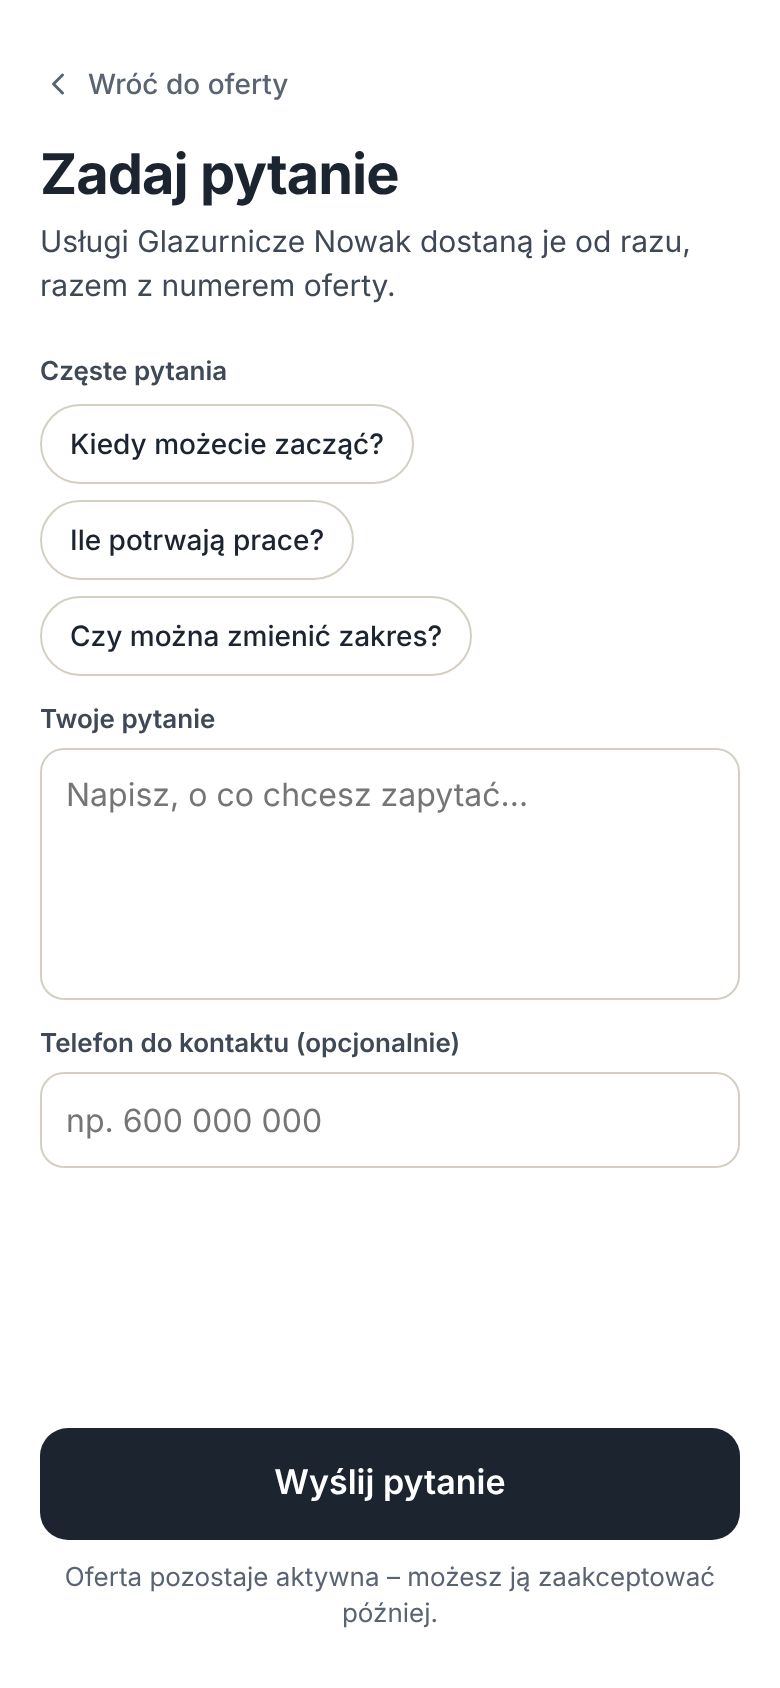 Wróć do oferty
Zadaj pytanie
Usługi Glazurnicze Nowak dostaną je od razu,
razem z numerem oferty.
Częste pytania
Kiedy możecie zacząć?
Ile potrwają prace?
Czy można zmienić zakres?
Twoje pytanie
Napisz, o co chcesz zapytać...
Telefon do kontaktu (opcjonalnie)
np. 600 000 000
Wyślij pytanie
Oferta pozostaje aktywna – możesz ją zaakceptować
później.